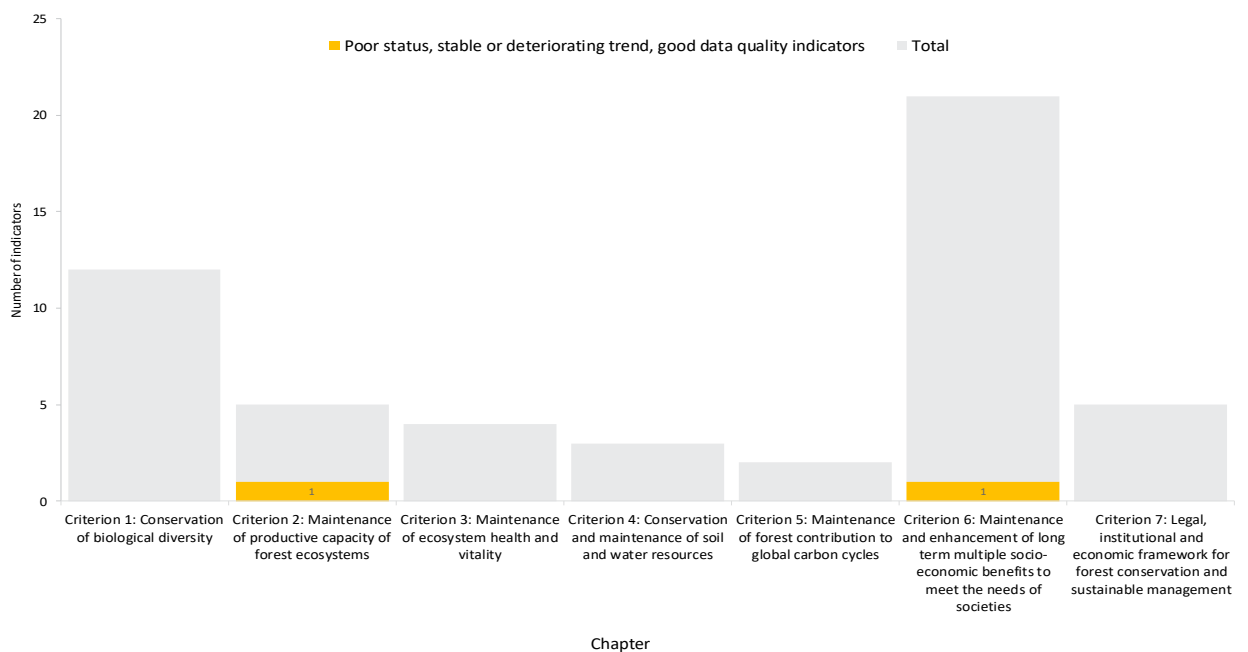 25
Poor status, stable or deteriorating trend, good data quality indicators
Total
20
15
10
5
0
Number of indicators
1
1
Criterion 1: Conservation
of biological diversity
Criterion 2: Maintenance
of productive capacity of
forest ecosystems
Criterion 3: Maintenance
of ecosystem health and
vitality
Criterion 4: Conservation
and maintenance of soil
and water resources
Criterion 5: Maintenance
of forest contribution to
global carbon cycles
Criterion 6: Maintenance
and enhancement of long
term multiple socio-
economic benefits to
meet the needs of
societies
Criterion 7: Legal,
institutional and
economic framework for
forest conservation and
sustainable management
Chapter